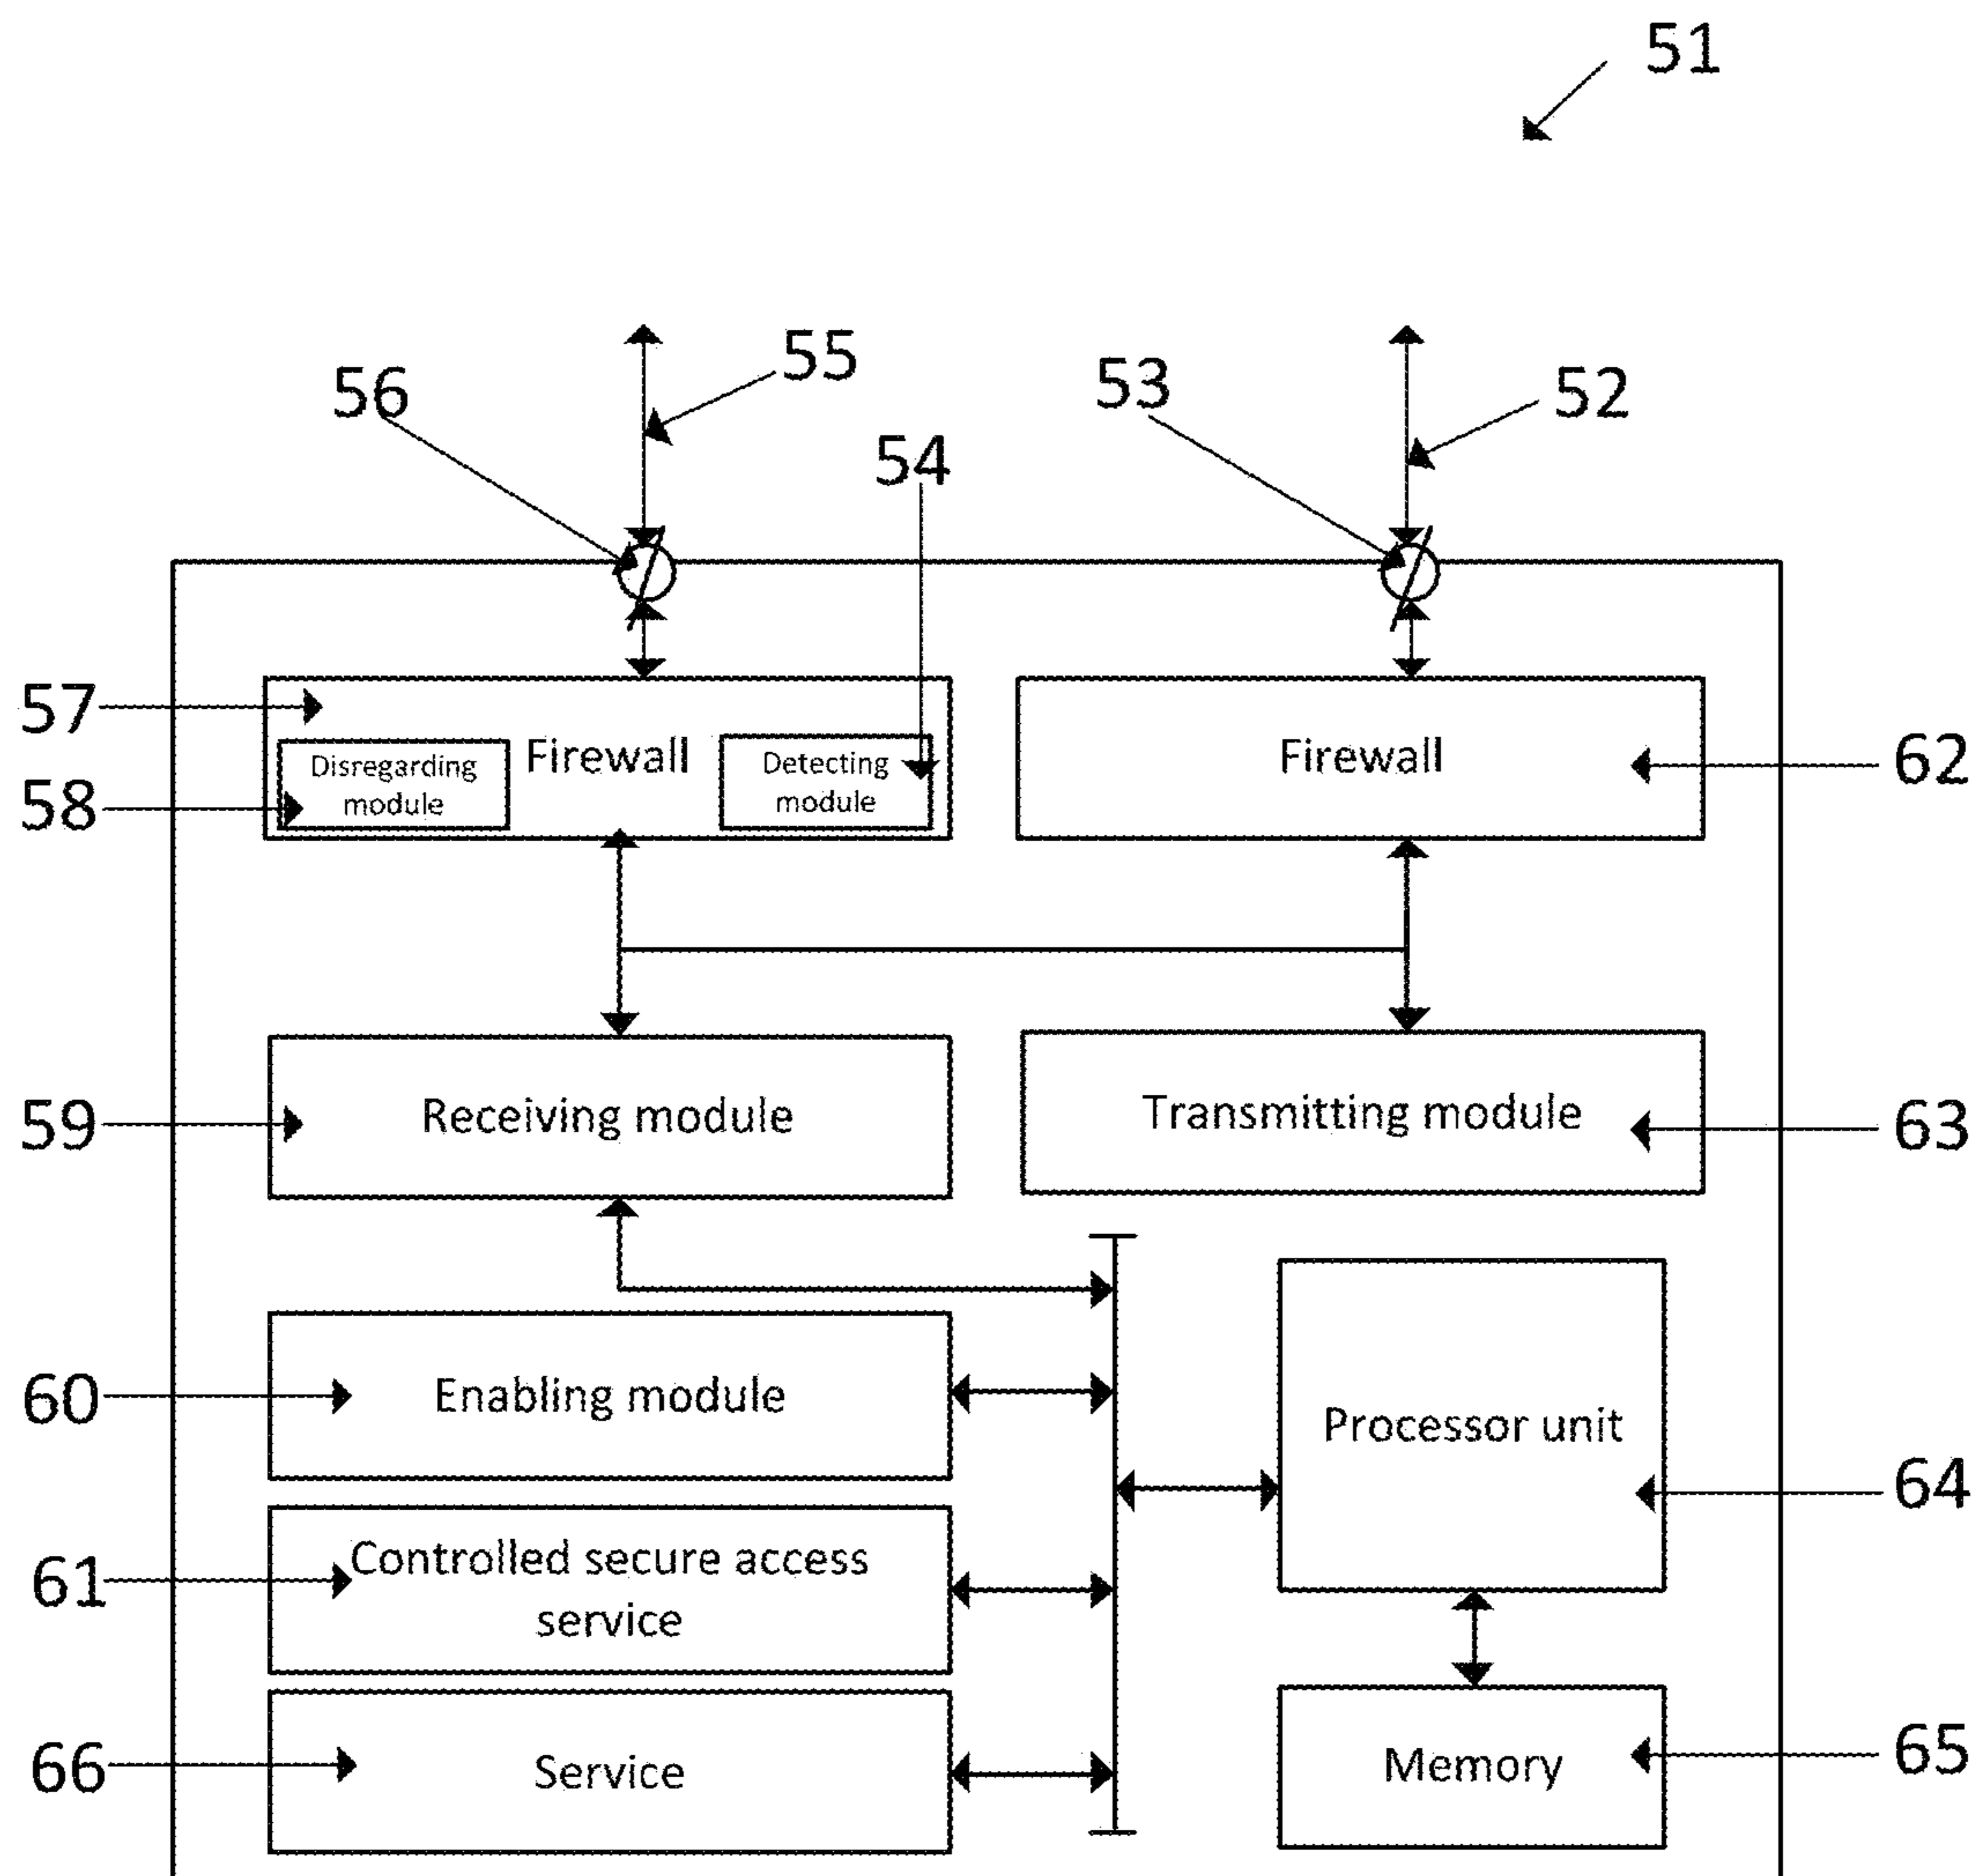 51
55
56
53
52
54
57
Firewall
Disregarding
module
Detecting
module
58
Firewall
62
59
Receiving module
Transmitting module
63
60
Enabling module
Processor unit
64
61
Controlled secure access
service
66
Service
Memory
65